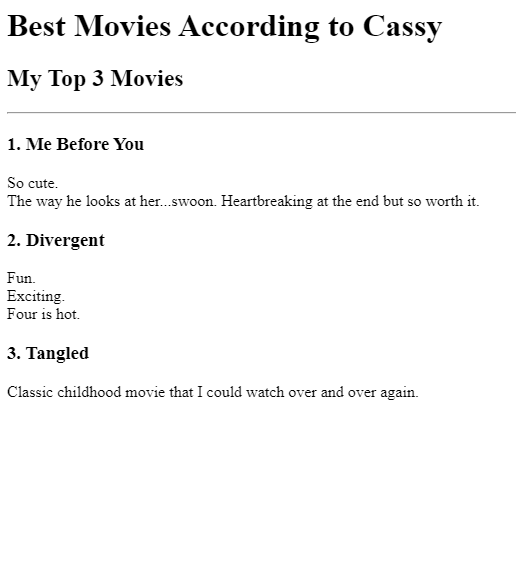 Best Movies According to Cassy
My Top 3 Movies
1. Me Before You
So cute.
The way he looks at her...swoon. Heartbreaking at the end but so worth it.
2. Divergent
Fun.
Exciting.
Four is hot.
3. Tangled
Classic childhood movie that I could watch over and over again.